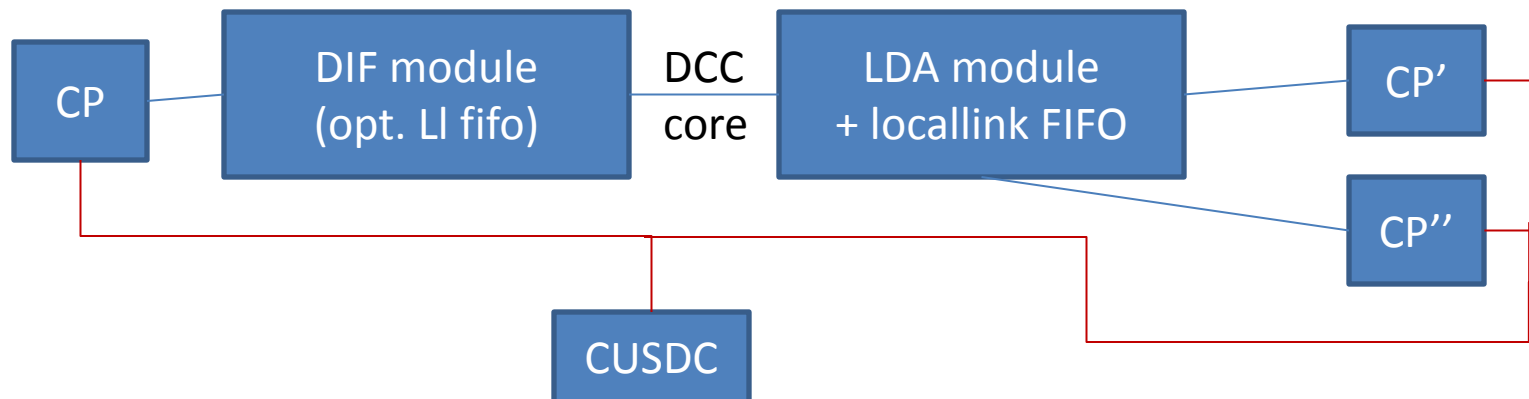 CP
DIF module
(opt. Ll fifo)
DCC
core
LDA module
+ locallink FIFO
CP’
CP’’
CUSDC